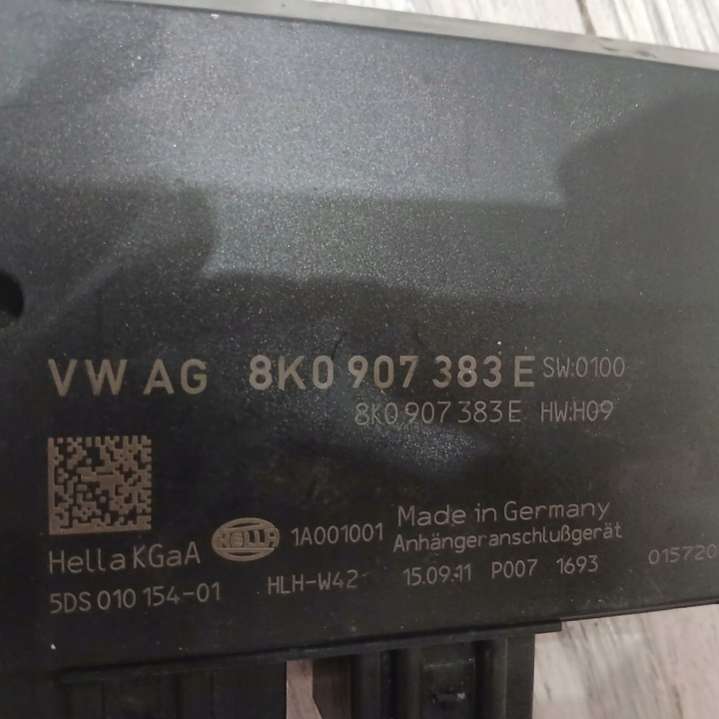 VW AG 8K0 907 383 E SW:0100
8K0 907 383 E HW:H09
Hella KGaA HELLA 1A001001 Made in Germany
Anhängeranschlußgerät
5DS 010 154-01 HLH-W42 15.09.11 P007 1693 015720